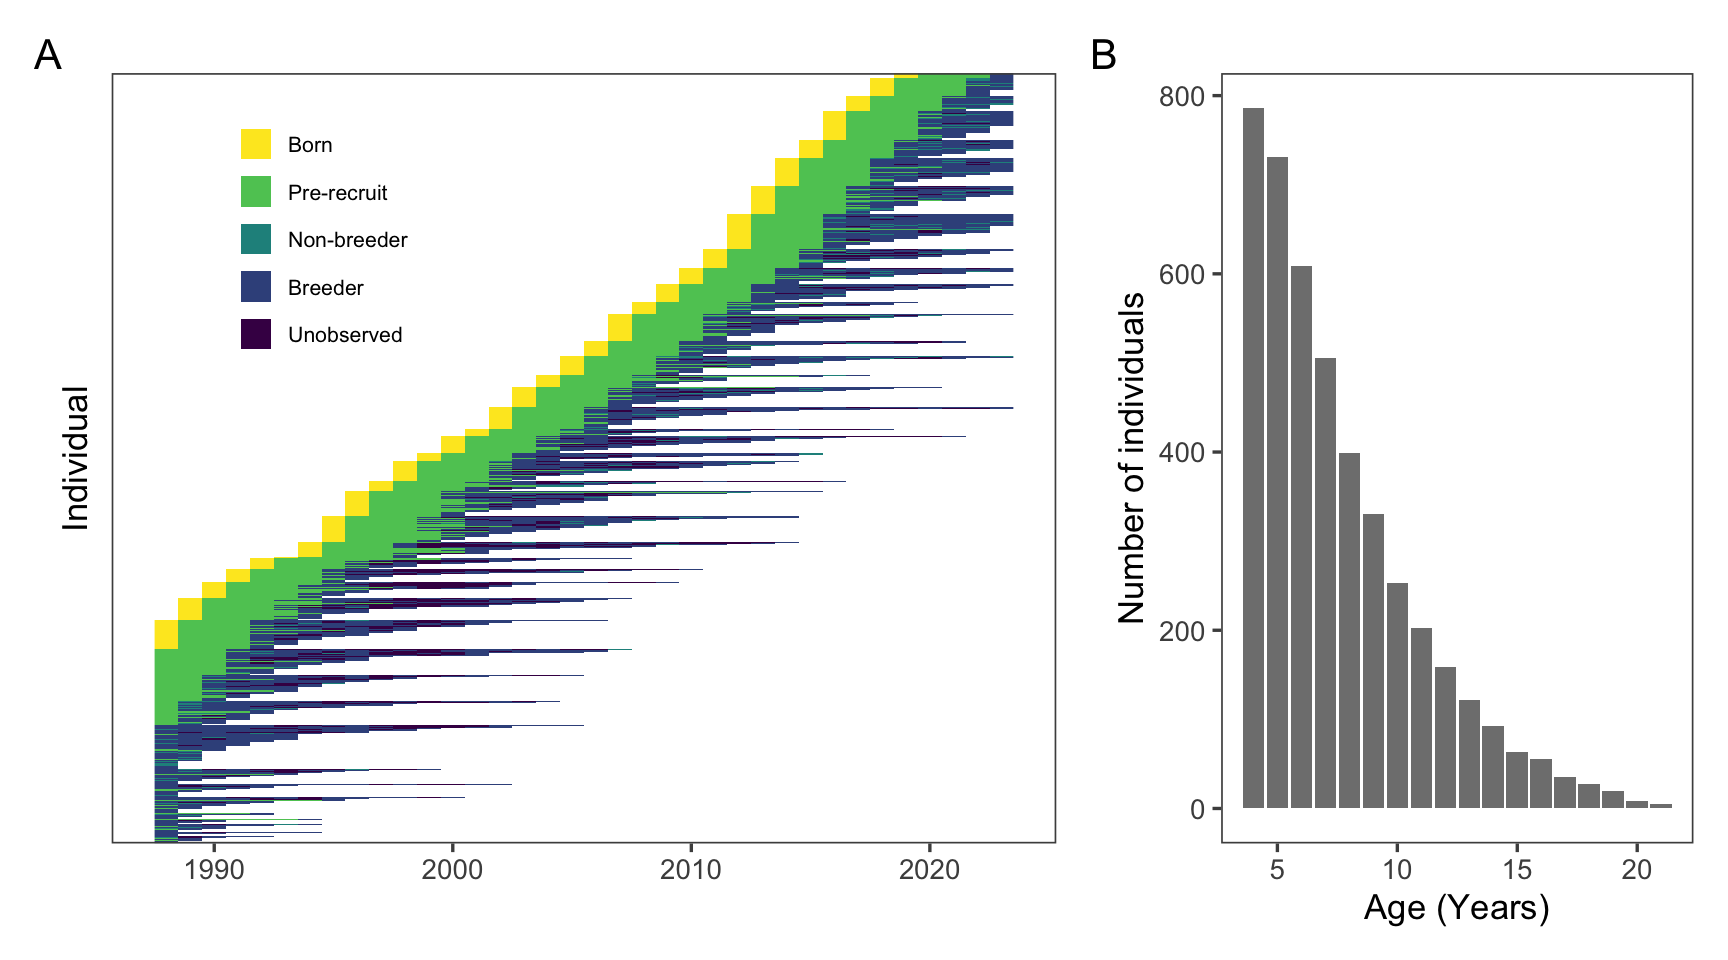 A
Born
Pre-recruit
Non-breeder
Breeder
Unobserved
Individual
1990 2000 2010 2020
B
800
600
400
200
0
Number of individuals
5 10 15 20
Age (Years)